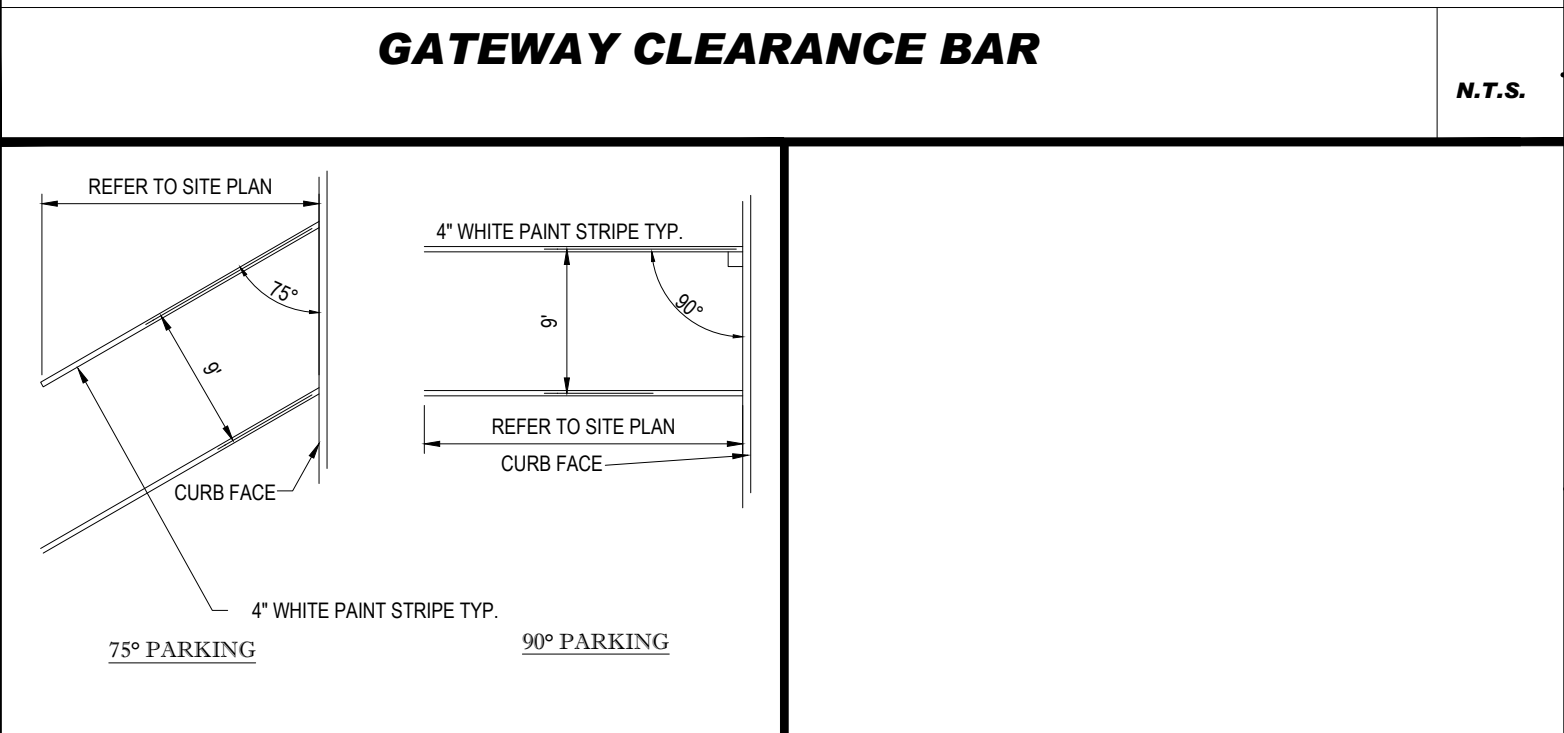 GATEWAY CLEARANCE BAR
N.T.S.
REFER TO SITE PLAN
75°
9'
CURB FACE
4" WHITE PAINT STRIPE TYP.
75° PARKING
4" WHITE PAINT STRIPE TYP.
90°
9'
REFER TO SITE PLAN
CURB FACE
90° PARKING